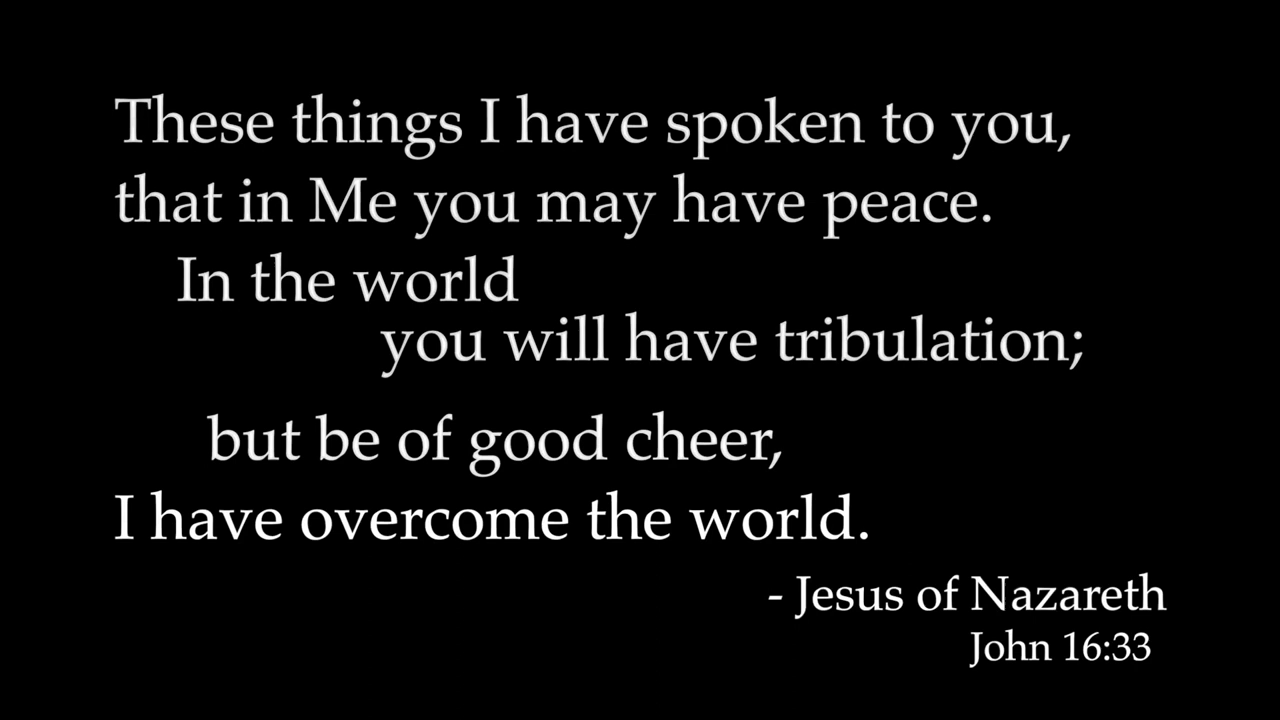 These things I have spoken to you,
that in Me you may have peace.
In the world
you will have tribulation;
but be of good cheer,
I have overcome the world.
- Jesus of Nazareth
John 16:33